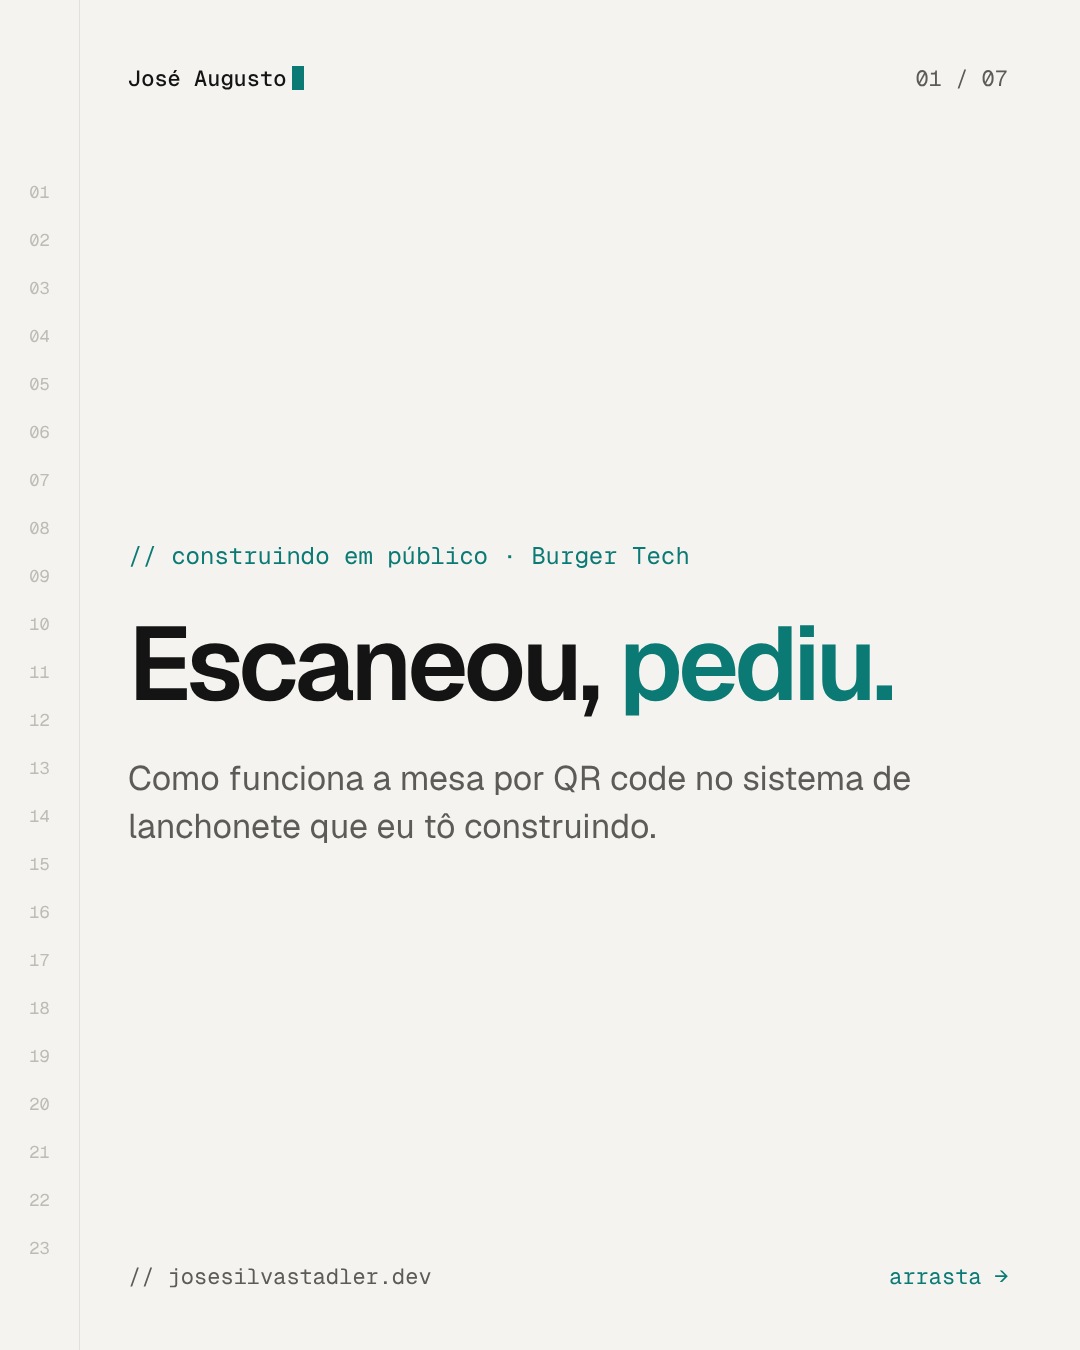 José Augusto
01 / 07
01
02
03
04
05
06
07
08
09
10
11
12
13
14
15
16
17
18
19
20
21
22
23
// construindo em público · Burger Tech
Escaneou, pediu.
Como funciona a mesa por QR code no sistema de
lanchonete que eu tô construindo.
// josesilvastadler.dev
arrasta →